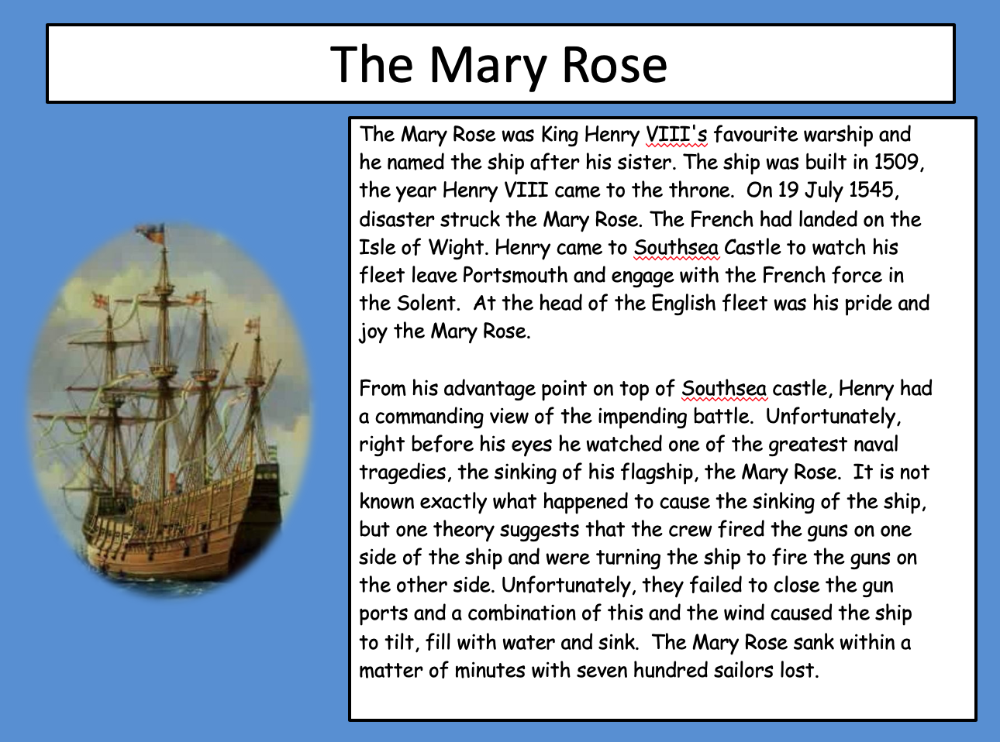 The Mary Rose
The Mary Rose was King Henry VIII's favourite warship and
he named the ship after his sister. The ship was built in 1509,
the year Henry VIII came to the throne.  On 19 July 1545,
disaster struck the Mary Rose. The French had landed on the
Isle of Wight. Henry came to Southsea Castle to watch his
fleet leave Portsmouth and engage with the French force in
the Solent.  At the head of the English fleet was his pride and
joy the Mary Rose.
From his advantage point on top of Southsea castle, Henry had
a commanding view of the impending battle.  Unfortunately,
right before his eyes he watched one of the greatest naval
tragedies, the sinking of his flagship, the Mary Rose.  It is not
known exactly what happened to cause the sinking of the ship,
but one theory suggests that the crew fired the guns on one
side of the ship and were turning the ship to fire the guns on
the other side. Unfortunately, they failed to close the gun
ports and a combination of this and the wind caused the ship
to tilt, fill with water and sink.  The Mary Rose sank within a
matter of minutes with seven hundred sailors lost.